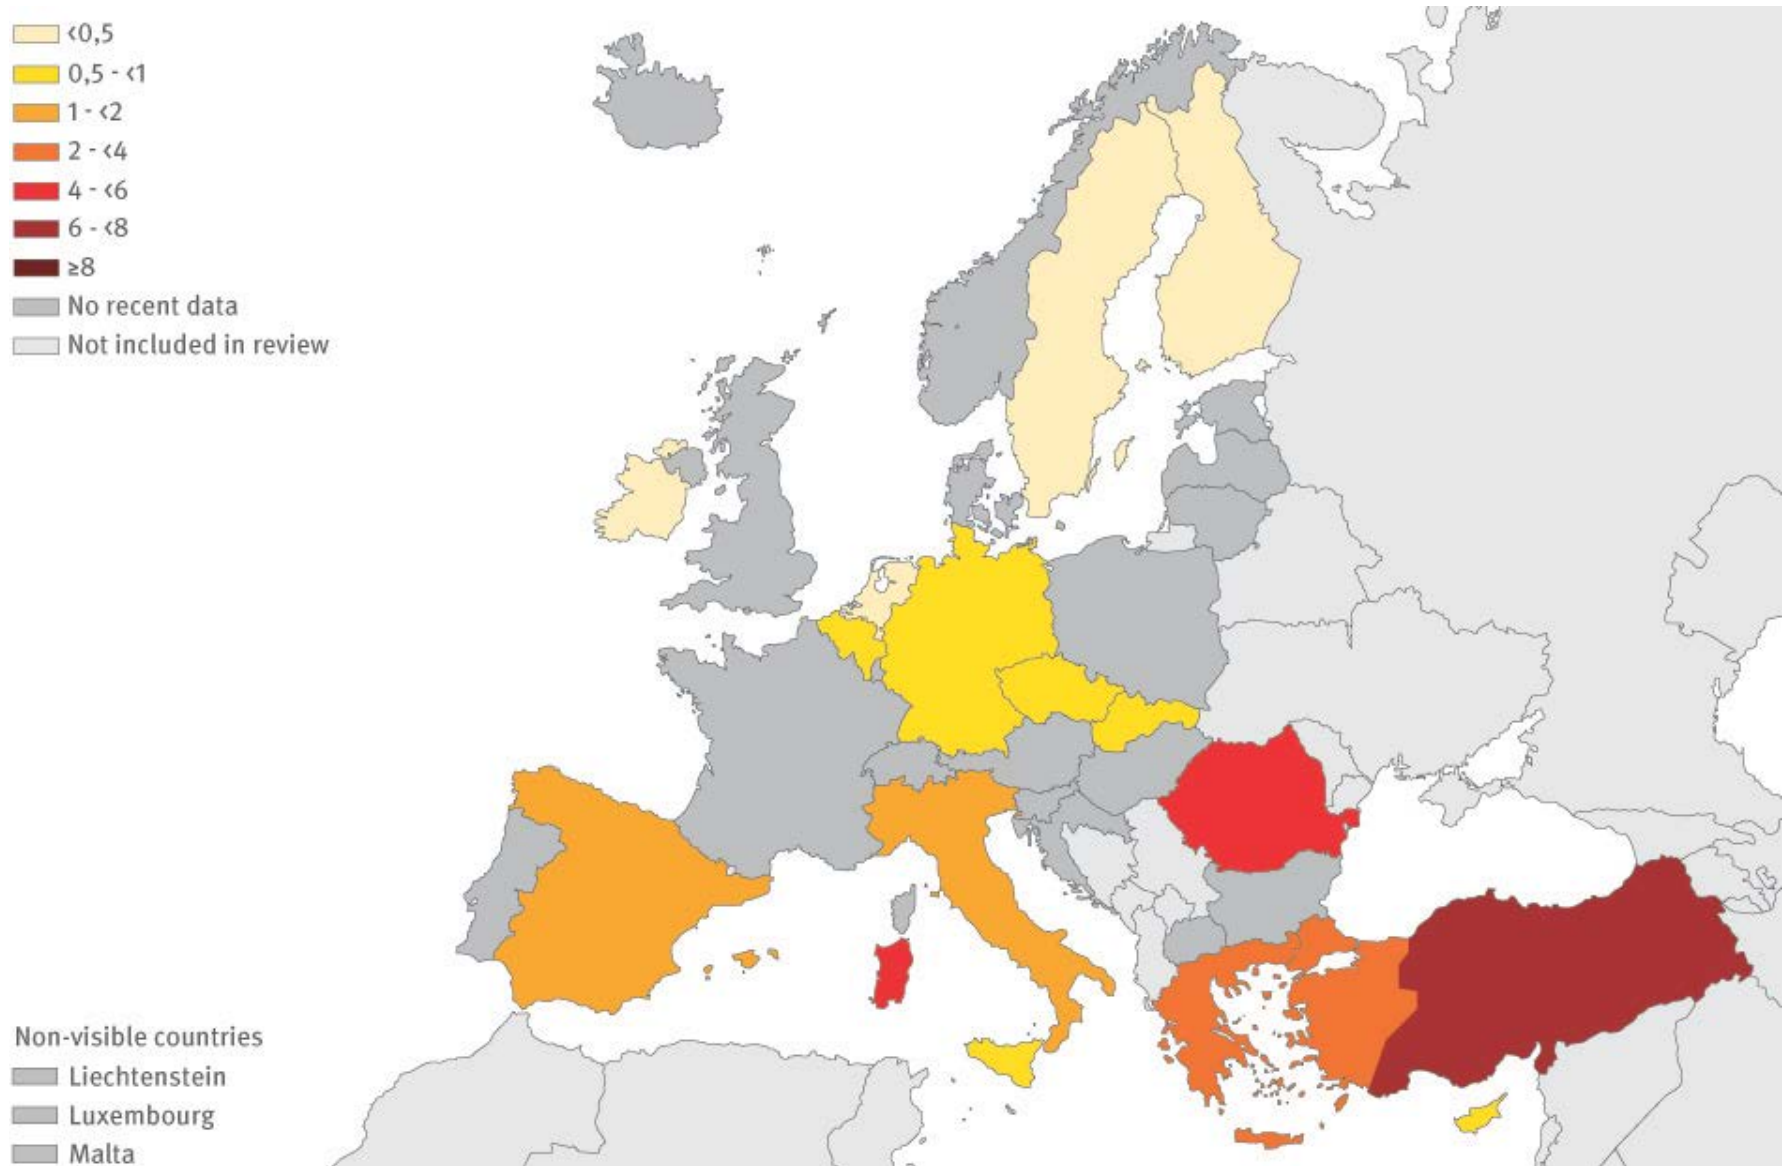 <0,5
0,5 - <1
1 - <2
2 - <4
4 - <6
6 - <8
≥8
No recent data
Not included in review
Non-visible countries
Liechtenstein
Luxembourg
Malta